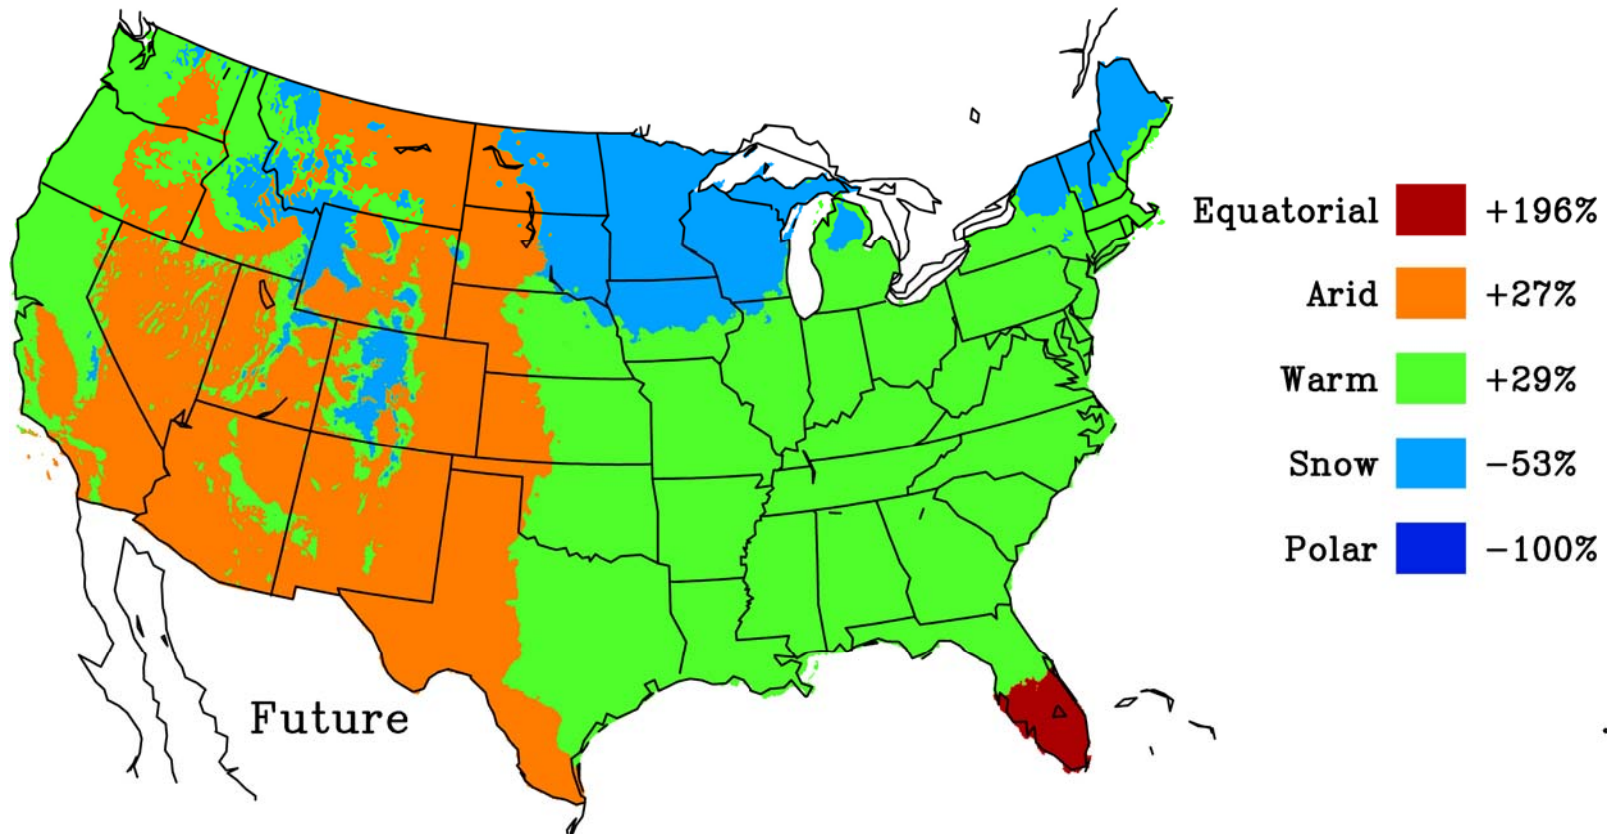 Equatorial +196%
Arid +27%
Warm +29%
Snow -53%
Polar -100%
Future